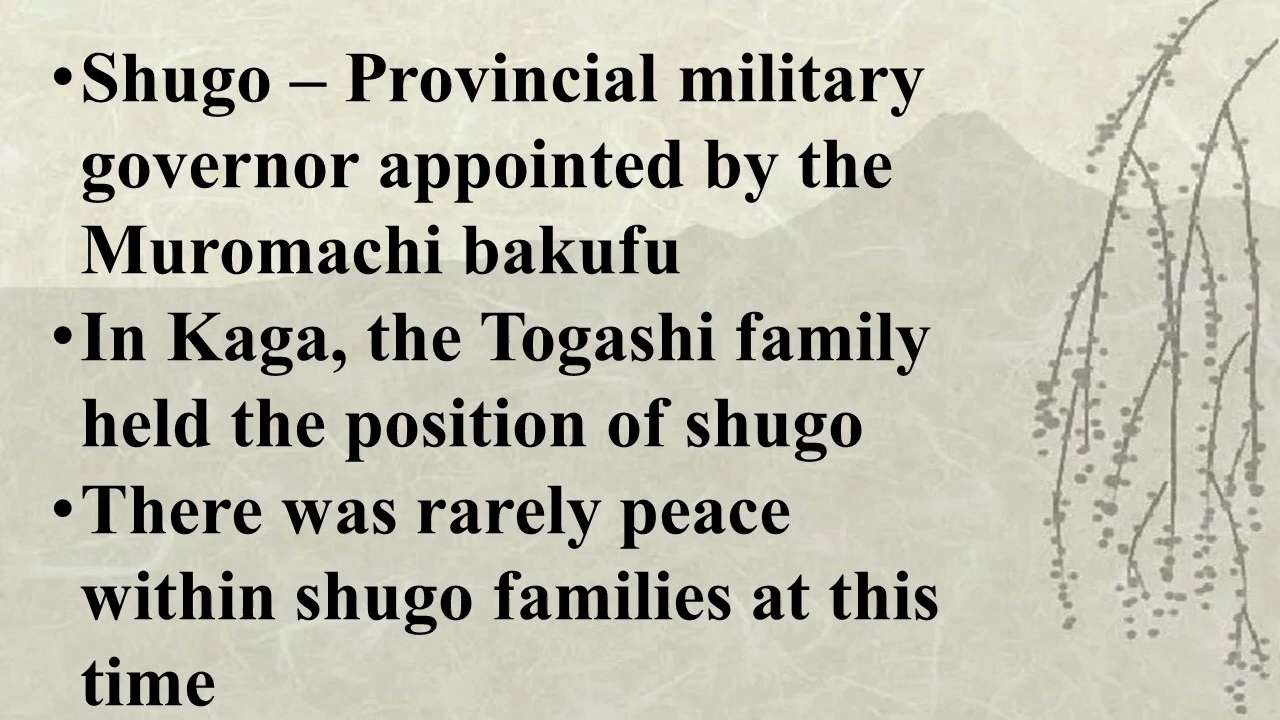 •Shugo – Provincial military
governor appointed by the
Muromachi bakufu
•In Kaga, the Togashi family
held the position of shugo
•There was rarely peace
within shugo families at this
time